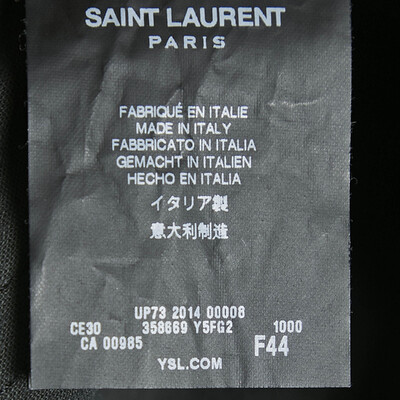 SAINT LAURENT
PARIS
FABRIQUÉ EN ITALIE
MADE IN ITALY
FABBRICATO IN ITALIA
GEMACHT IN ITALIEN
HECHO EN ITALIA
イタリア製
意大利制造
UP73 2014 00008
CE30 358669 Y5FG2 1000
CA 00985 F44
YSL.COM